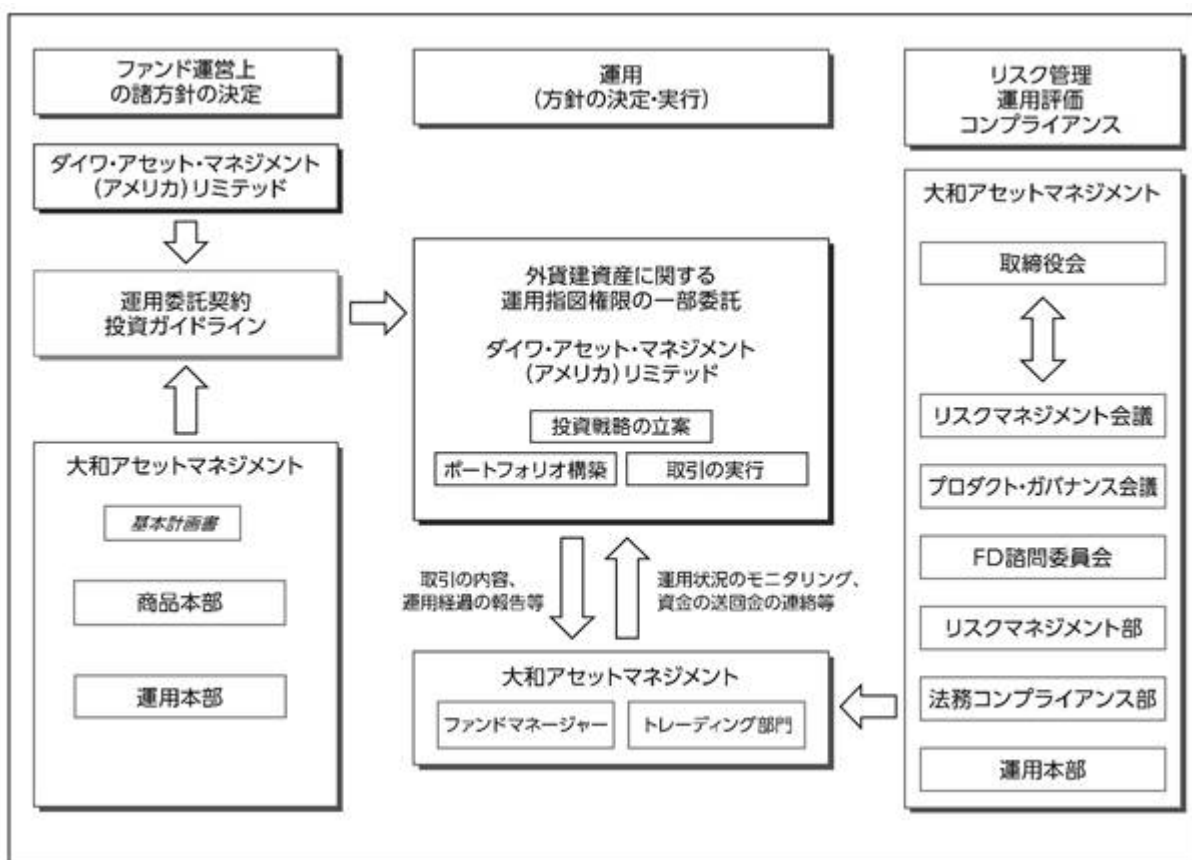 ファンド運営上
の諸方針の決定
ダイワ・アセット・マネジメント
(アメリカ)リミテッド
運用委託契約
投資ガイドライン
大和アセットマネジメント
基本計画書
商品本部
運用本部
運用
(方針の決定・実行)
外貨建資産に関する
運用指図権限の一部委託
ダイワ・アセット・マネジメント
(アメリカ)リミテッド
投資戦略の立案
ポートフォリオ構築
取引の実行
取引の内容、
運用経過の報告等
運用状況のモニタリング、
資金の送回金の連絡等
大和アセットマネジメント
ファンドマネージャー
トレーディング部門
リスク管理
運用評価
コンプライアンス
大和アセットマネジメント
取締役会
リスクマネジメント会議
プロダクト・ガバナンス会議
FD諮問委員会
リスクマネジメント部
法務コンプライアンス部
運用本部